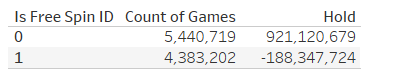 Is Free Spin ID Count of Games Hold
0 5,440,719 921,120,679
1 4,383,202 -188,347,724